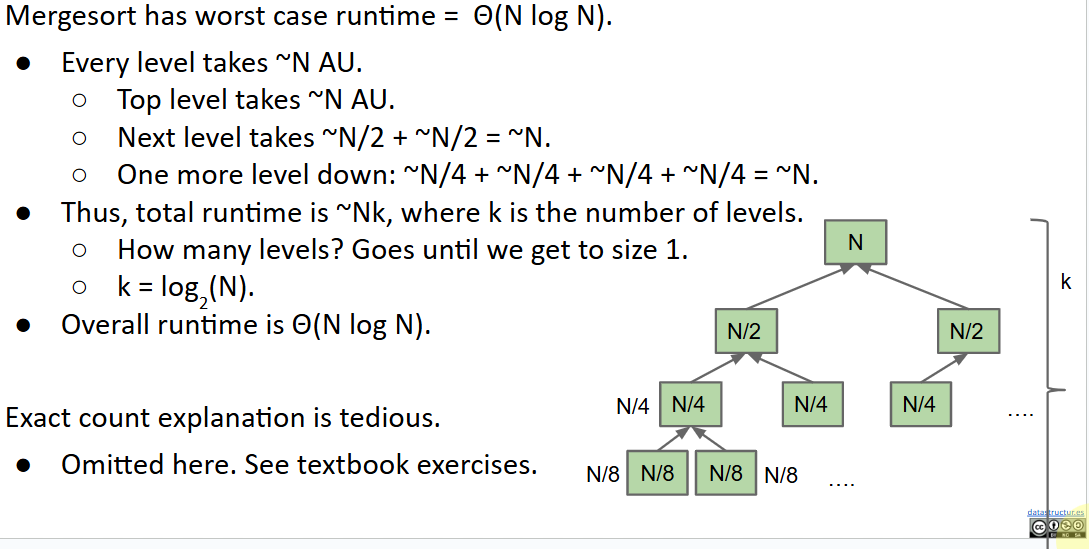 Mergesort has worst case runtime = Θ(N log N).
● Every level takes ~N AU.
○ Top level takes ~N AU.
○ Next level takes ~N/2 + ~N/2 = ~N.
○ One more level down: ~N/4 + ~N/4 + ~N/4 + ~N/4 = ~N.
● Thus, total runtime is ~Nk, where k is the number of levels.
○ How many levels? Goes until we get to size 1.
○ k = log₂(N).
● Overall runtime is Θ(N log N).
Exact count explanation is tedious.
● Omitted here. See textbook exercises.
N
k
N/2 N/2
N/4 N/4 N/4 N/4 ....
N/8 N/8 N/8 N/8 ....
datastructur.es
cc